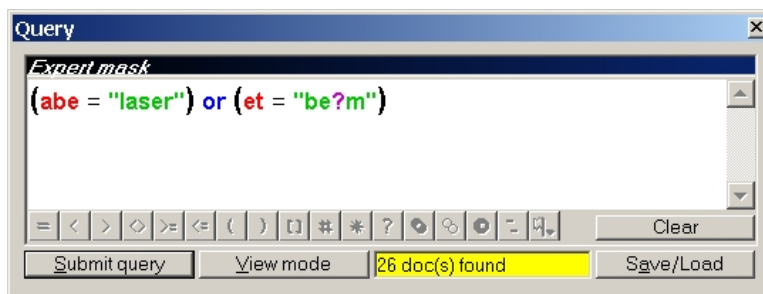 Query
Expert mask
(abe = "laser") or (et = "be?m")
= < > <> >= <= ( ) [] # * ?
Clear
Submit query View mode 26 doc(s) found Save/Load